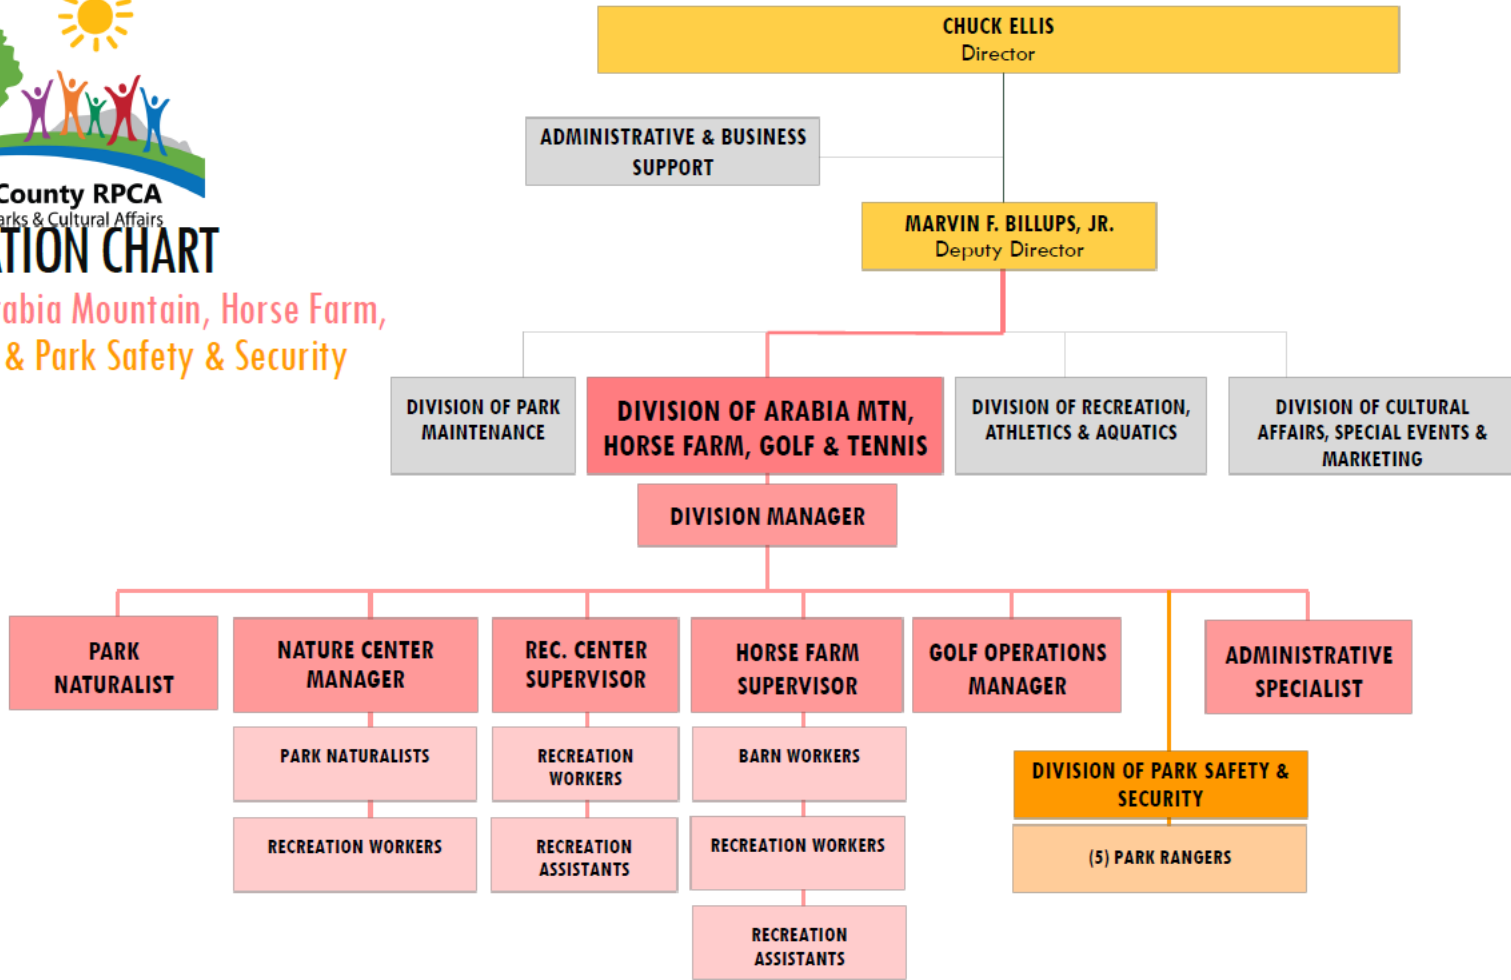 CHUCK ELLIS
Director
ADMINISTRATIVE & BUSINESS
SUPPORT
County RPCA
arks & Cultural Affairs
MARVIN F. BILLUPS, JR.
Deputy Director
ATION CHART
rabia Mountain, Horse Farm,
& Park Safety & Security
DIVISION OF PARK
MAINTENANCE
DIVISION OF ARABIA MTN,
HORSE FARM, GOLF & TENNIS
DIVISION OF RECREATION,
ATHLETICS & AQUATICS
DIVISION OF CULTURAL
AFFAIRS, SPECIAL EVENTS &
MARKETING
DIVISION MANAGER
PARK
NATURALIST
NATURE CENTER
MANAGER
REC. CENTER
SUPERVISOR
HORSE FARM
SUPERVISOR
GOLF OPERATIONS
MANAGER
ADMINISTRATIVE
SPECIALIST
PARK NATURALISTS
RECREATION
WORKERS
BARN WORKERS
DIVISION OF PARK SAFETY &
SECURITY
RECREATION WORKERS
RECREATION
ASSISTANTS
RECREATION WORKERS
(5) PARK RANGERS
RECREATION
ASSISTANTS